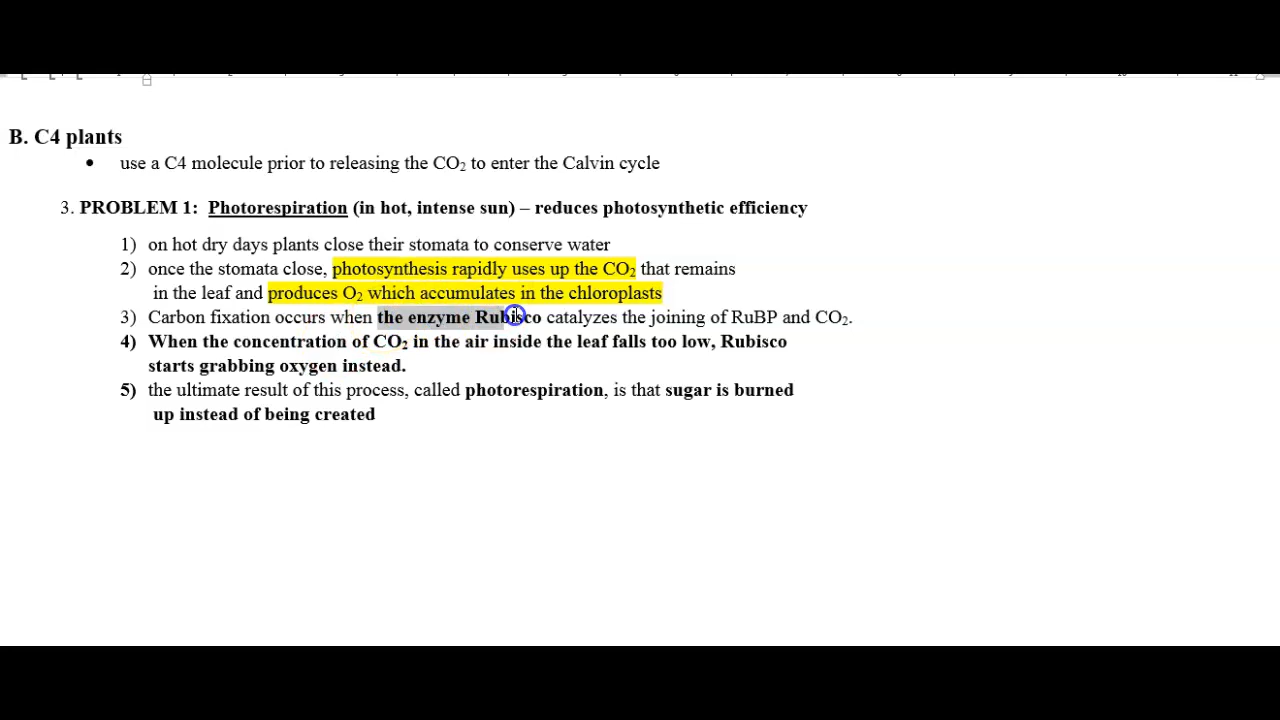 B. C4 plants
• use a C4 molecule prior to releasing the CO₂ to enter the Calvin cycle
3. PROBLEM 1: Photorespiration (in hot, intense sun) – reduces photosynthetic efficiency
1) on hot dry days plants close their stomata to conserve water
2) once the stomata close, photosynthesis rapidly uses up the CO₂ that remains
in the leaf and produces O₂ which accumulates in the chloroplasts
3) Carbon fixation occurs when the enzyme Rubisco catalyzes the joining of RuBP and CO₂.
4) When the concentration of CO₂ in the air inside the leaf falls too low, Rubisco
starts grabbing oxygen instead.
5) the ultimate result of this process, called photorespiration, is that sugar is burned
up instead of being created